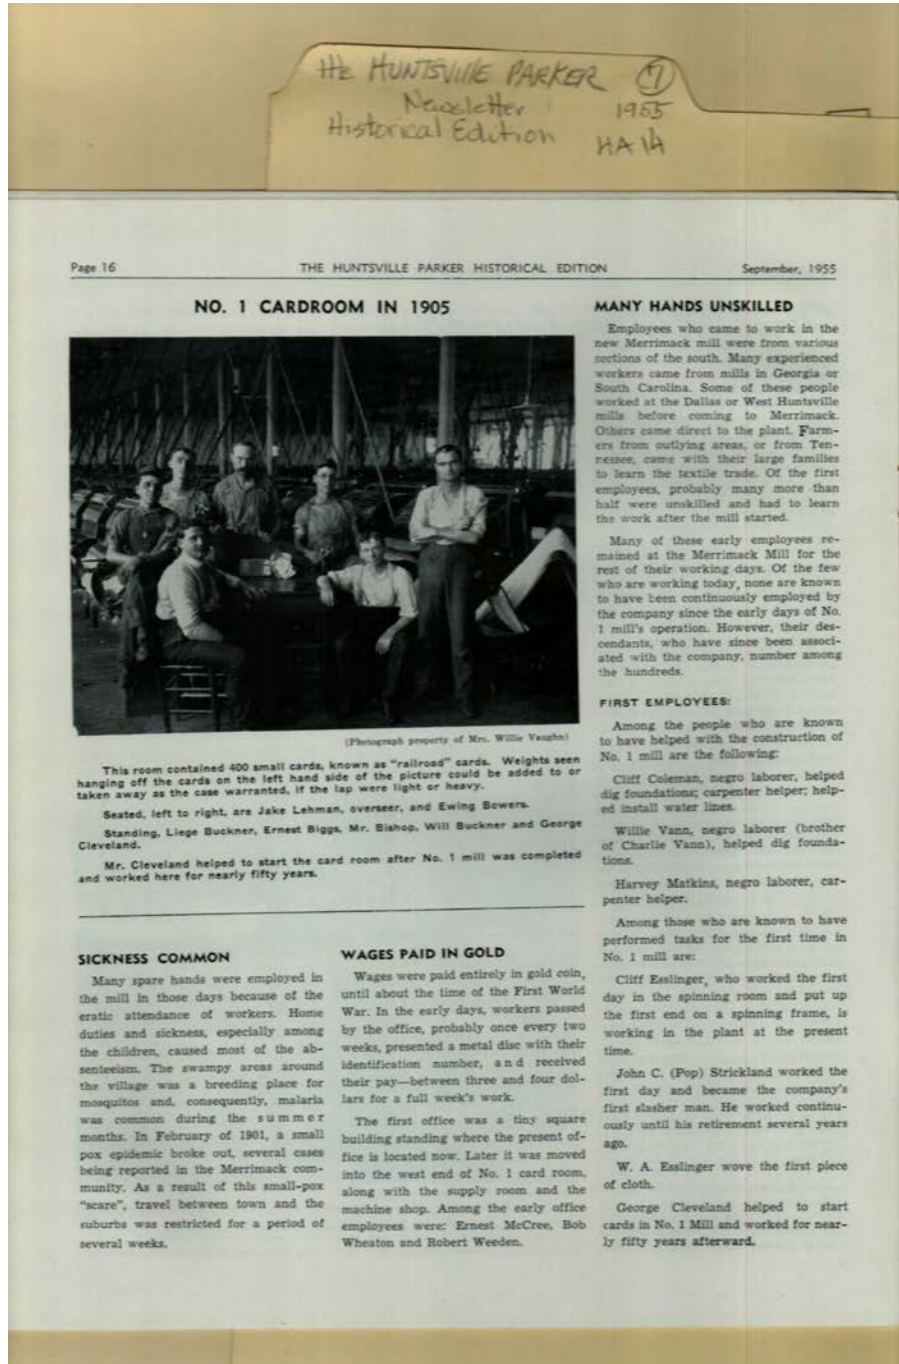 the HUNTSVILLE PARKER 7
Newsletter 1955
Historical Edition HA 14
Page 16 THE HUNTSVILLE PARKER HISTORICAL EDITION September, 1955
NO. 1 CARDROOM IN 1905
(Photograph property of Mrs. Willie Vaughn)
This room contained 400 small cards, known as "railroad" cards. Weights seen
hanging off the cards on the left hand side of the picture could be added to or
taken away as the case warranted, if the lap were light or heavy.
Seated, left to right, are Jake Lehman, overseer, and Ewing Bowers.
Standing, Liege Buckner, Ernest Biggs, Mr. Bishop, Will Buckner and George
Cleveland.
Mr. Cleveland helped to start the card room after No. 1 mill was completed
and worked here for nearly fifty years.
SICKNESS COMMON
Many spare hands were employed in
the mill in those days because of the
eratic attendance of workers. Home
duties and sickness, especially among
the children, caused most of the ab-
senteeism. The swampy areas around
the village was a breeding place for
mosquitos and, consequently, malaria
was common during the summer
months. In February of 1901, a small
pox epidemic broke out, several cases
being reported in the Merrimack com-
munity. As a result of this small-pox
"scare", travel between town and the
suburbs was restricted for a period of
several weeks.
WAGES PAID IN GOLD
Wages were paid entirely in gold coin,
until about the time of the First World
War. In the early days, workers passed
by the office, probably once every two
weeks, presented a metal disc with their
identification number, and received
their pay—between three and four dol-
lars for a full week's work.
The first office was a tiny square
building standing where the present of-
fice is located now. Later it was moved
into the west end of No. 1 card room,
along with the supply room and the
machine shop. Among the early office
employees were: Ernest McCree, Bob
Wheaton and Robert Weeden.
MANY HANDS UNSKILLED
Employees who came to work in the
new Merrimack mill were from various
sections of the south. Many experienced
workers came from mills in Georgia or
South Carolina. Some of these people
worked at the Dallas or West Huntsville
mills before coming to Merrimack.
Others came direct to the plant. Farm-
ers from outlying areas, or from Ten-
nessee, came with their large families
to learn the textile trade. Of the first
employees, probably many more than
half were unskilled and had to learn
the work after the mill started.
Many of these early employees re-
mained at the Merrimack Mill for the
rest of their working days. Of the few
who are working today, none are known
to have been continuously employed by
the company since the early days of No.
1 mill's operation. However, their des-
cendants, who have since been associ-
ated with the company, number among
the hundreds.
FIRST EMPLOYEES:
Among the people who are known
to have helped with the construction of
No. 1 mill are the following:
Cliff Coleman, negro laborer, helped
dig foundations; carpenter helper; help-
ed install water lines.
Willie Vann, negro laborer (brother
of Charlie Vann), helped dig founda-
tions.
Harvey Matkins, negro laborer, car-
penter helper.
Among those who are known to have
performed tasks for the first time in
No. 1 mill are:
Cliff Esslinger, who worked the first
day in the spinning room and put up
the first end on a spinning frame, is
working in the plant at the present
time.
John C. (Pop) Strickland worked the
first day and became the company's
first slasher man. He worked continu-
ously until his retirement several years
ago.
W. A. Esslinger wove the first piece
of cloth.
George Cleveland helped to start
cards in No. 1 Mill and worked for near-
ly fifty years afterward.